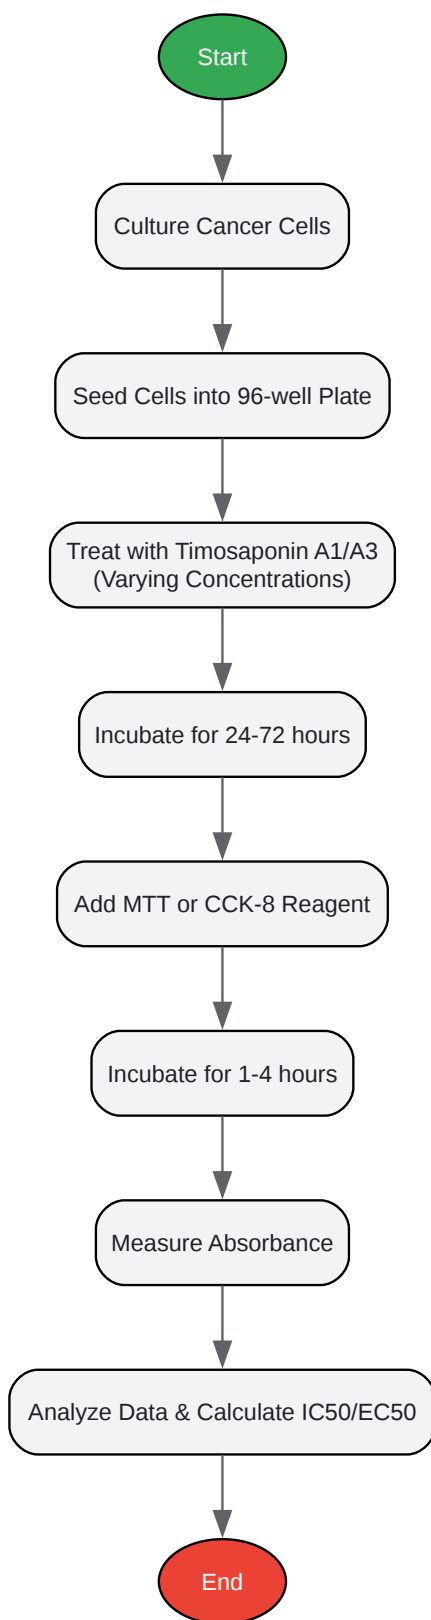 Start
Culture Cancer Cells
Seed Cells into 96-well Plate
Treat with Timosaponin A1/A3
(Varying Concentrations)
Incubate for 24-72 hours
Add MTT or CCK-8 Reagent
Incubate for 1-4 hours
Measure Absorbance
Analyze Data & Calculate IC50/EC50
End